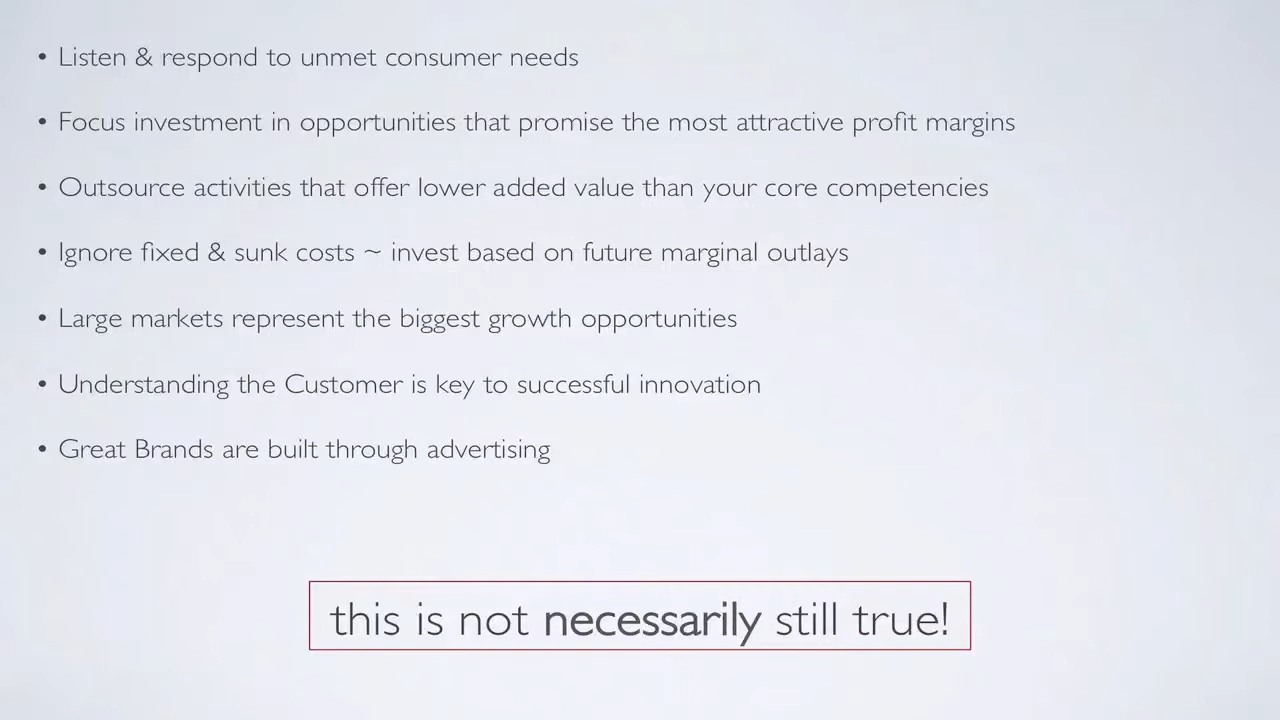 • Listen & respond to unmet consumer needs
• Focus investment in opportunities that promise the most attractive profit margins
• Outsource activities that offer lower added value than your core competencies
• Ignore fixed & sunk costs ~ invest based on future marginal outlays
• Large markets represent the biggest growth opportunities
• Understanding the Customer is key to successful innovation
• Great Brands are built through advertising
this is not necessarily still true!